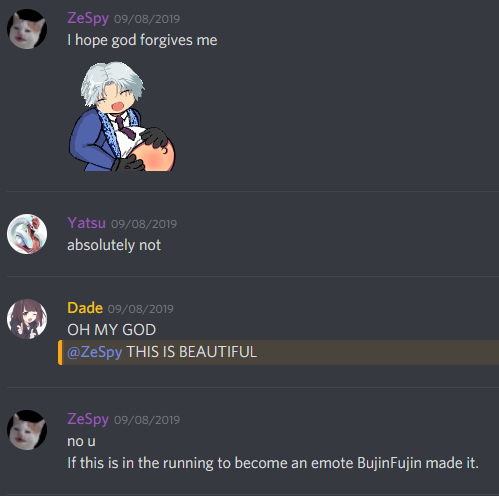 ZeSpy 09/08/2019
I hope god forgives me
Yatsu 09/08/2019
absolutely not
Dade 09/08/2019
OH MY GOD
@ZeSpy THIS IS BEAUTIFUL
ZeSpy 09/08/2019
no u
If this is in the running to become an emote BujinFujin made it.